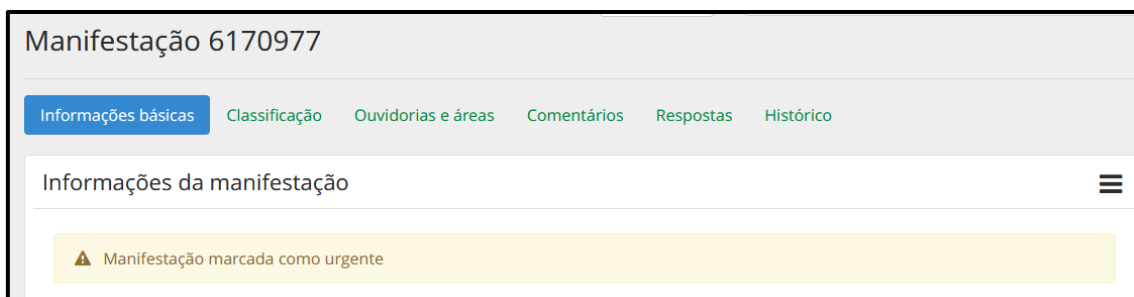 Manifestação 6170977
Informações básicas Classificação Ouvidorias e áreas Comentários Respostas Histórico
Informações da manifestação
Manifestação marcada como urgente